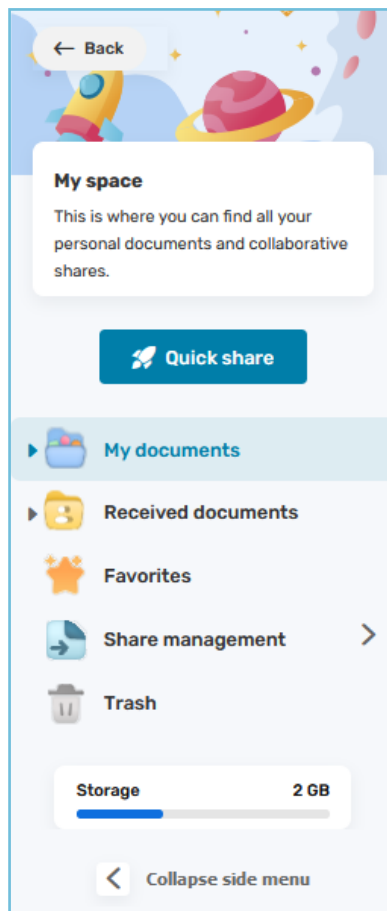 Back
My space
This is where you can find all your
personal documents and collaborative
shares.
Quick share
My documents
Received documents
Favorites
Share management
Trash
Storage 2 GB
Collapse side menu